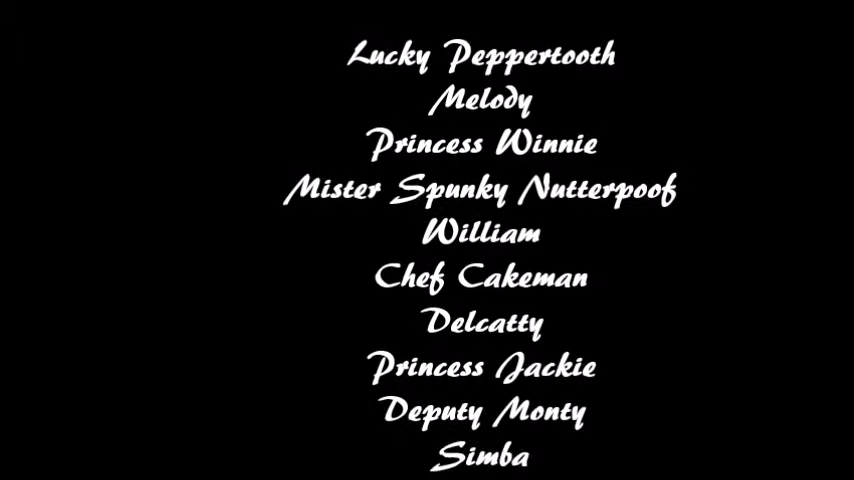 Lucky Peppertooth
Melody
Princess Winnie
Mister Spunky Nutterpoof
William
Chef Cakeman
Delcatty
Princess Jackie
Deputy Monty
Simba